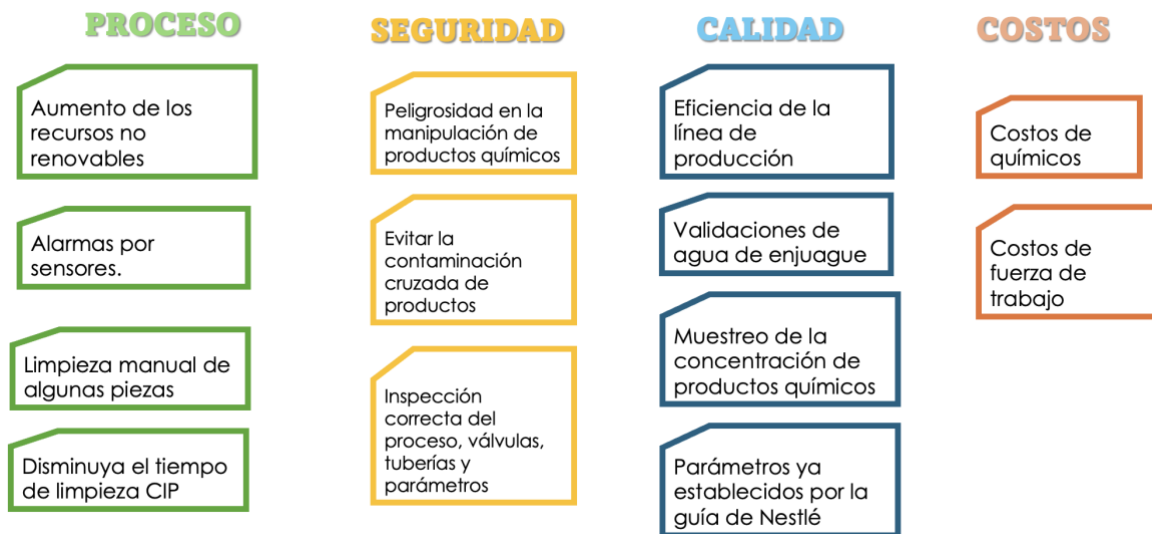 PROCESO
Aumento de los
recursos no
renovables
Alarmas por
sensores.
Limpieza manual de
algunas piezas
Disminuya el tiempo
de limpieza CIP
SEGURIDAD
Peligrosidad en la
manipulación de
productos químicos
Evitar la
contaminación
cruzada de
productos
Inspección
correcta del
proceso, válvulas,
tuberías y
parámetros
CALIDAD
Eficiencia de la
línea de
producción
Validaciones de
agua de enjuague
Muestreo de la
concentración de
productos químicos
Parámetros ya
establecidos por la
guía de Nestlé
COSTOS
Costos de
químicos
Costos de
fuerza de
trabajo